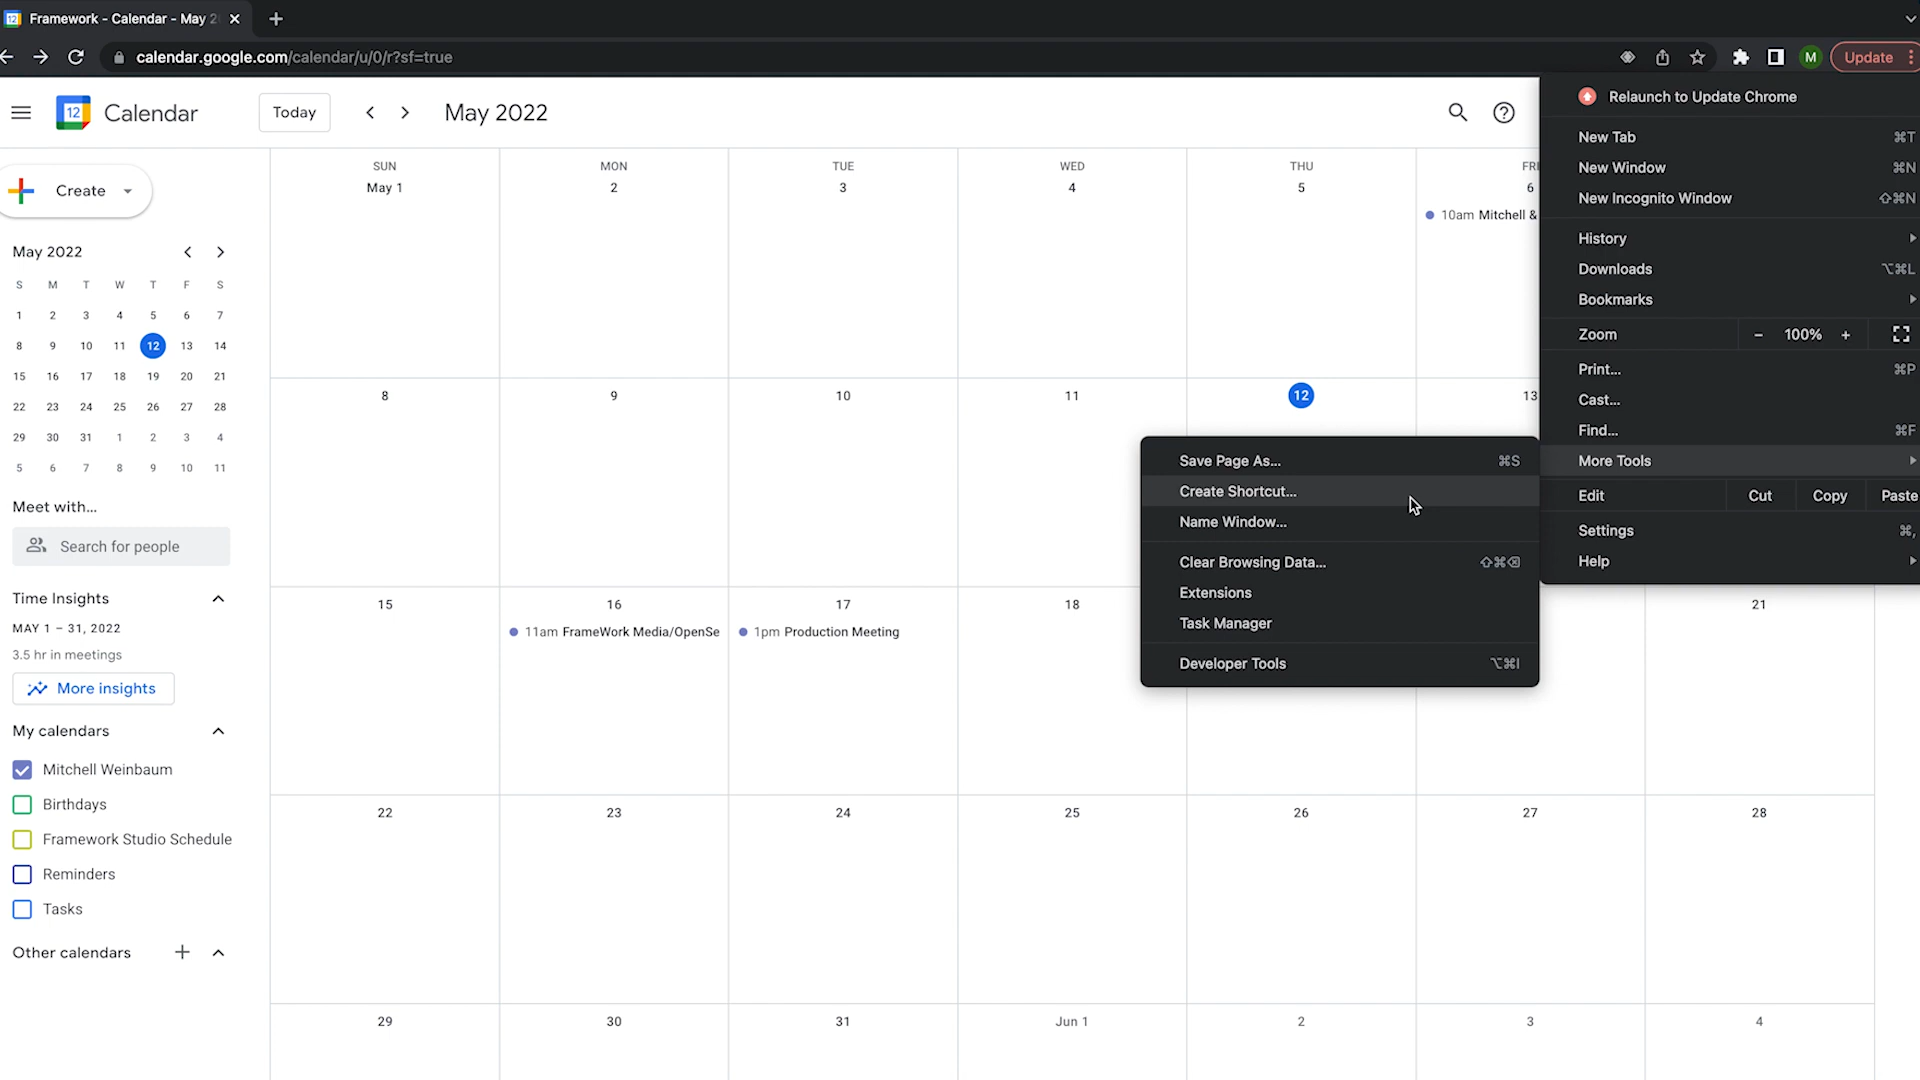 Framework - Calendar - May 2
calendar.google.com/calendar/u/0/r?sf=true
M
Update
12
Calendar
Today
May 2022
Create
May 2022
S M T W T F S
1 2 3 4 5 6 7
8 9 10 11 12 13 14
15 16 17 18 19 20 21
22 23 24 25 26 27 28
29 30 31 1 2 3 4
5 6 7 8 9 10 11
Meet with...
Search for people
Time Insights
MAY 1 – 31, 2022
3.5 hr in meetings
More insights
My calendars
Mitchell Weinbaum
Birthdays
Framework Studio Schedule
Reminders
Tasks
Other calendars
SUN MON TUE WED THU FRI
May 1 2 3 4 5 6
10am Mitchell &
8 9 10 11 12 13
15 16 17 18 21
11am FrameWork Media/OpenSe
1pm Production Meeting
22 23 24 25 26 27 28
29 30 31 Jun 1 2 3 4
Relaunch to Update Chrome
New Tab ⌘T
New Window ⌘N
New Incognito Window ⇧⌘N
History
Downloads ⌥⌘L
Bookmarks
Zoom − 100% +
Print... ⌘P
Cast...
Find... ⌘F
More Tools
Edit Cut Copy Paste
Settings ⌘,
Help
Save Page As... ⌘S
Create Shortcut...
Name Window...
Clear Browsing Data... ⇧⌘⌫
Extensions
Task Manager
Developer Tools ⌥⌘I